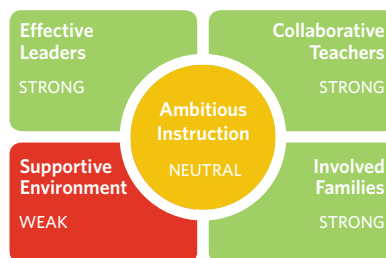 Effective
Leaders
STRONG
Collaborative
Teachers
STRONG
Ambitious
Instruction
NEUTRAL
Supportive
Environment
WEAK
Involved
Families
STRONG